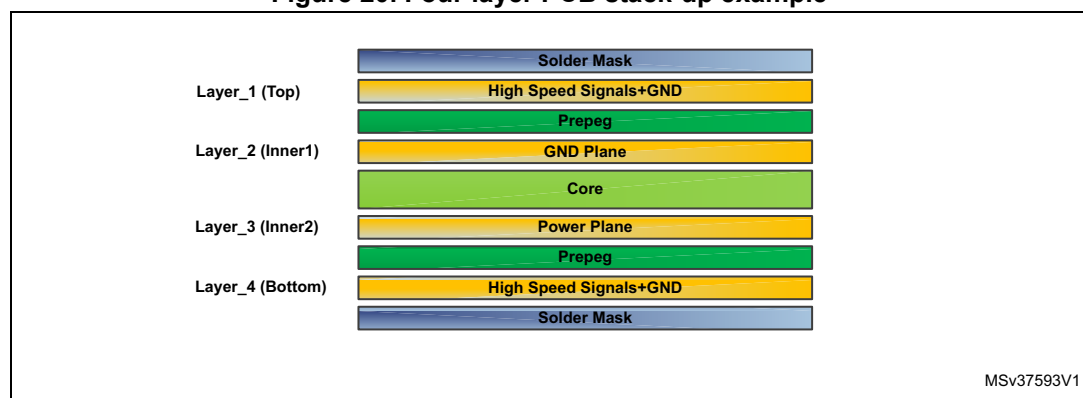 Solder Mask
Layer_1 (Top) High Speed Signals+GND
Prepeg
Layer_2 (Inner1) GND Plane
Core
Layer_3 (Inner2) Power Plane
Prepeg
Layer_4 (Bottom) High Speed Signals+GND
Solder Mask
MSv37593V1